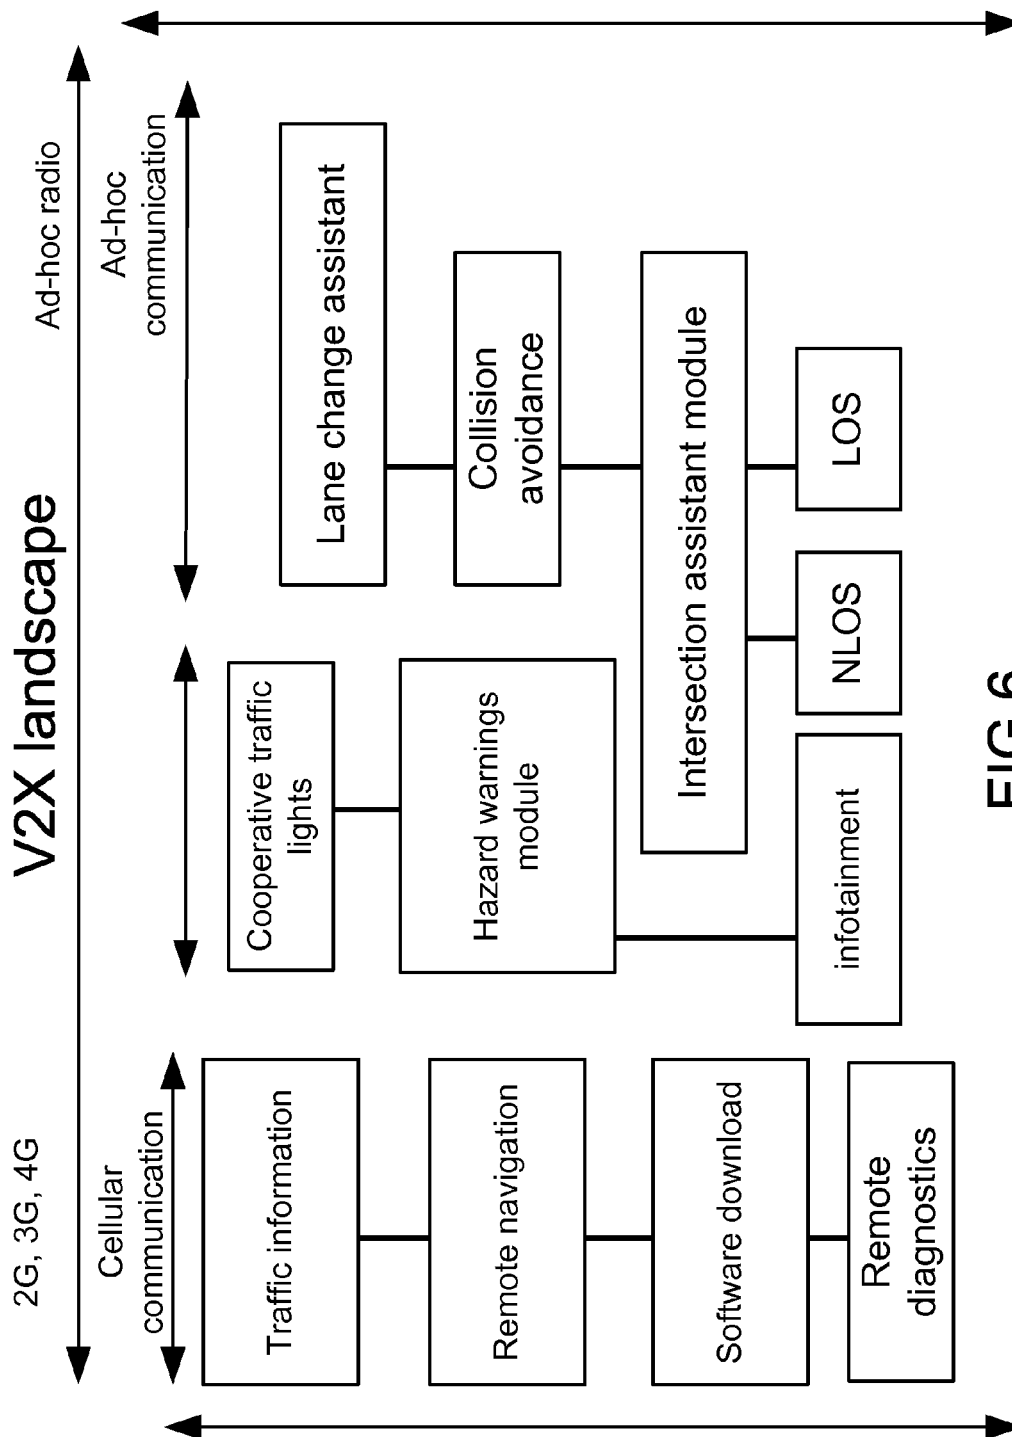 V2X landscape
2G, 3G, 4G
Ad-hoc radio
Cellular
communication
Ad-hoc
communication
Traffic information
Remote navigation
Software download
Remote
diagnostics
Cooperative traffic
lights
Hazard warnings
module
infotainment
Lane change assistant
Collision
avoidance
Intersection assistant module
NLOS
LOS
FIG 6